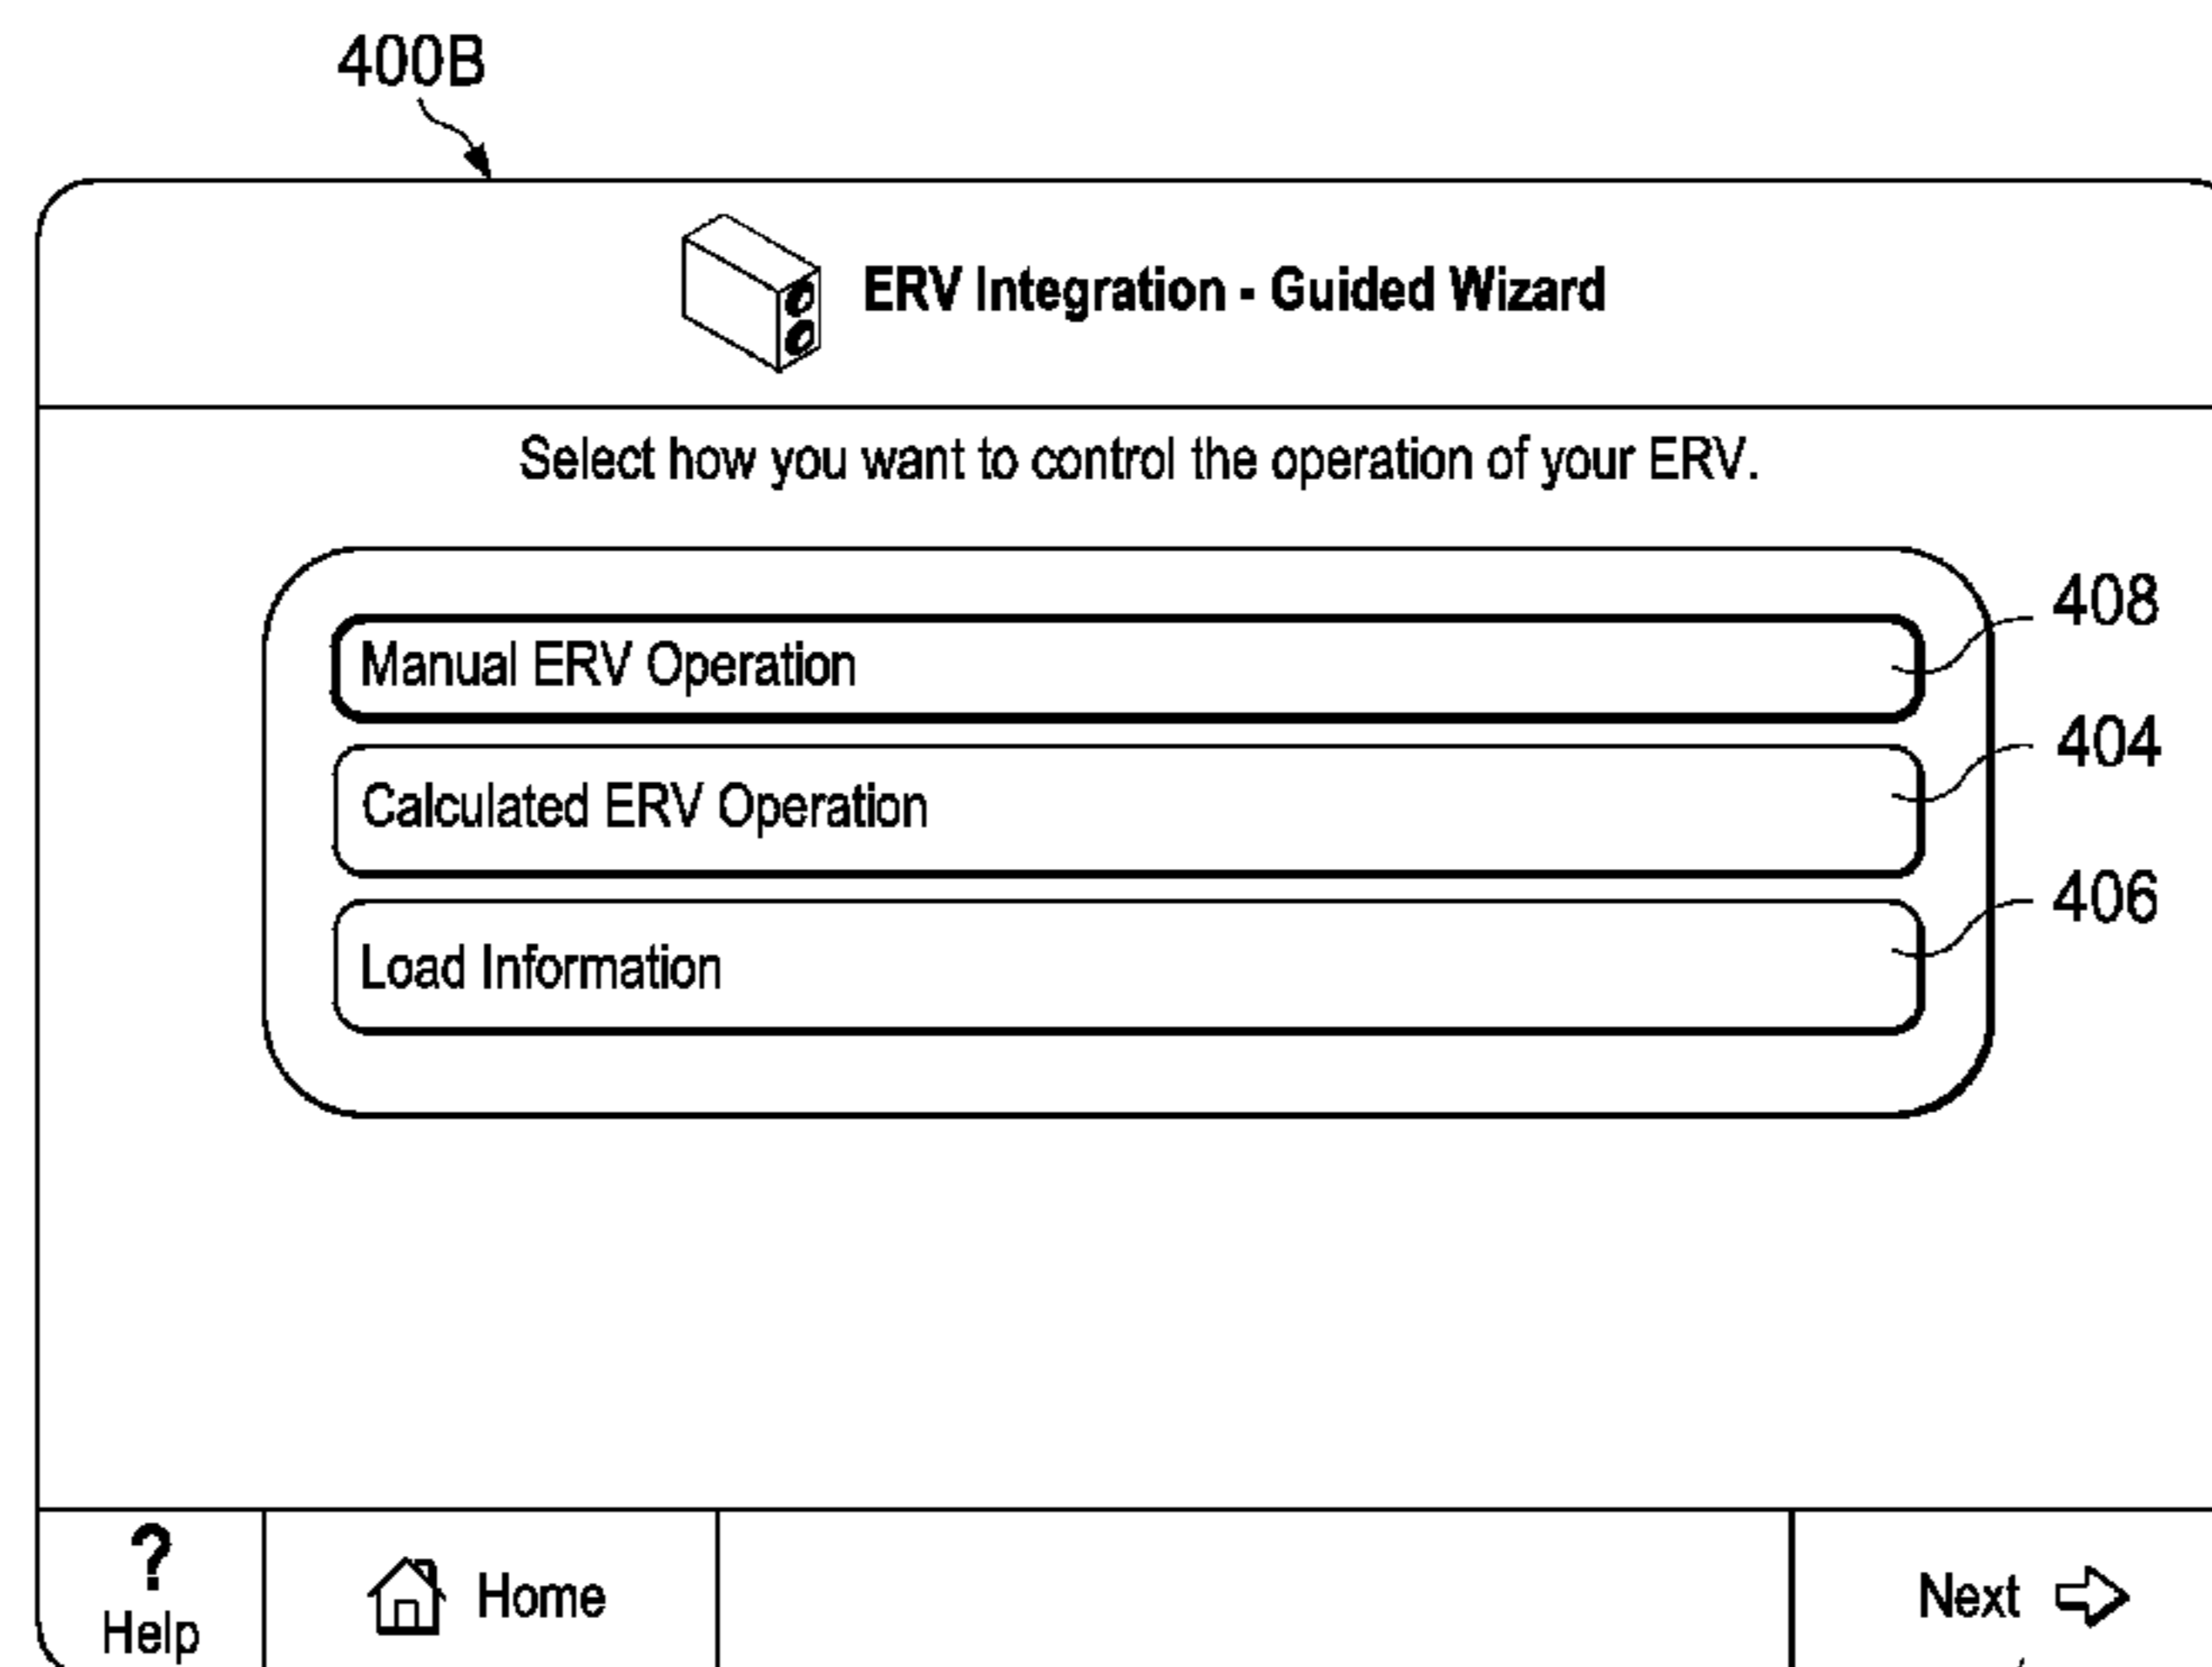 400B
ERV Integration - Guided Wizard
Select how you want to control the operation of your ERV.
Manual ERV Operation
408
Calculated ERV Operation
404
Load Information
406
? Help
Home
Next